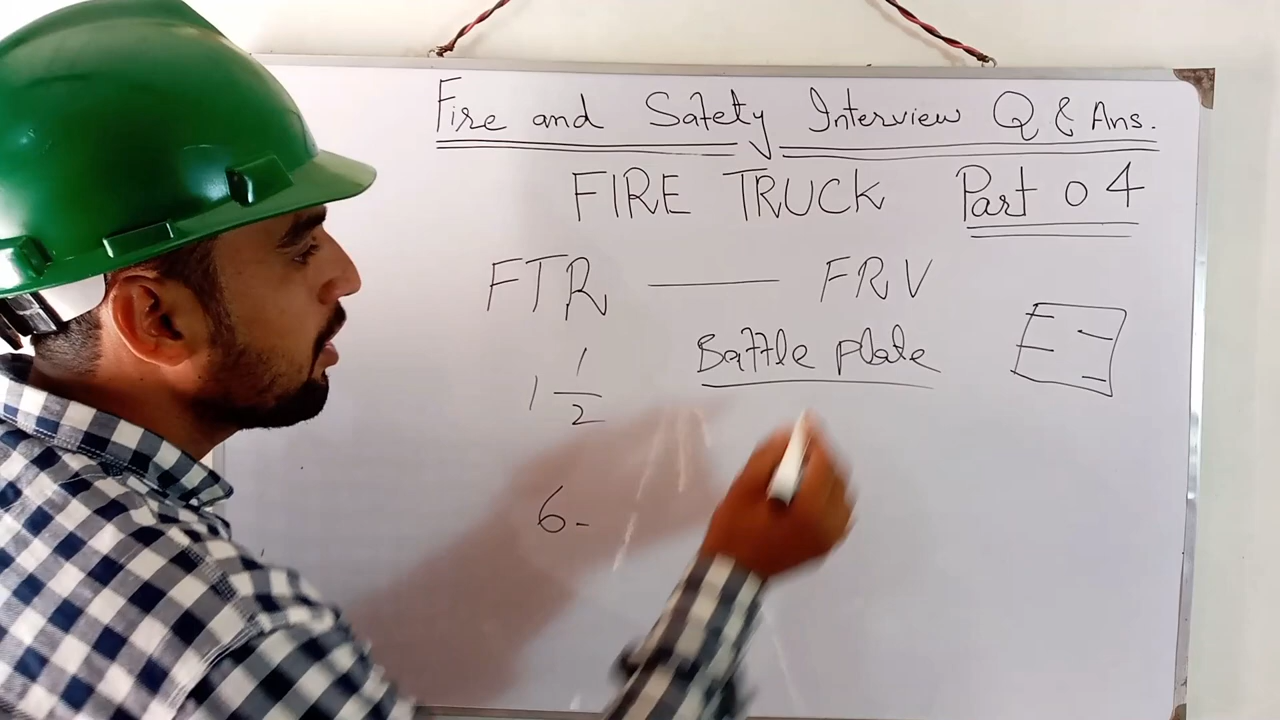 Fire and Safety Interview Q & Ans.
FIRE TRUCK Part 04
FTR — FRV
1 1/2
Baffle plate
6-